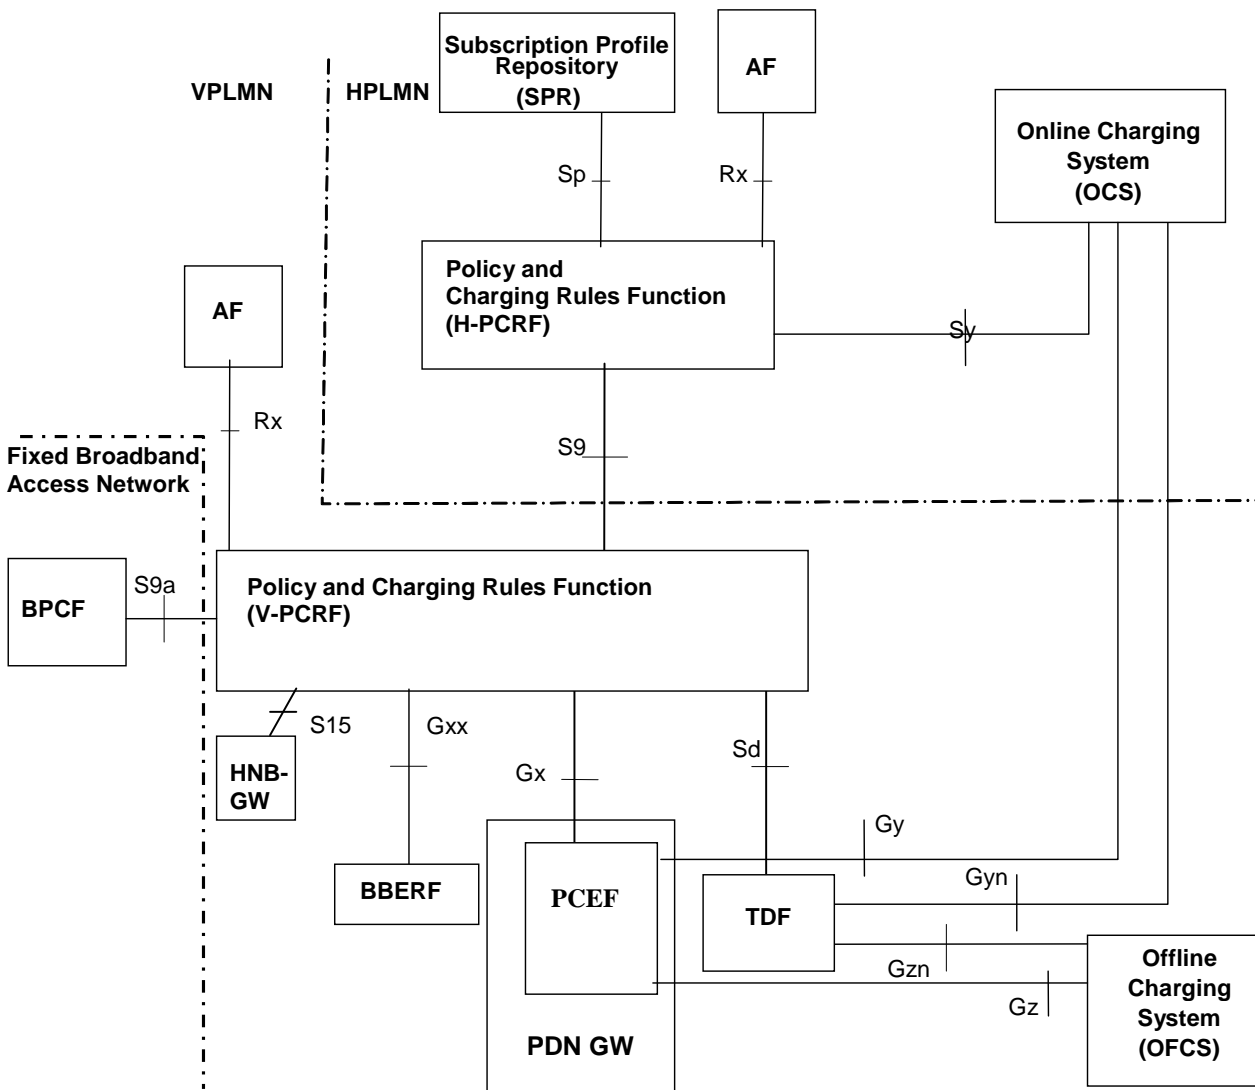 Subscription Profile
Repository
(SPR)
AF
VPLMN
HPLMN
Online Charging
System
(OCS)
Sp
Rx
Policy and
Charging Rules Function
(H-PCRF)
AF
Sy
Rx
S9
Fixed Broadband
Access Network
S9a
BPCF
Policy and Charging Rules Function
(V-PCRF)
S15
Gxx
Gx
Sd
HNB-
GW
Gy
BBERF
PCEF
TDF
Gyn
Gzn
Gz
Offline
Charging
System
(OFCS)
PDN GW